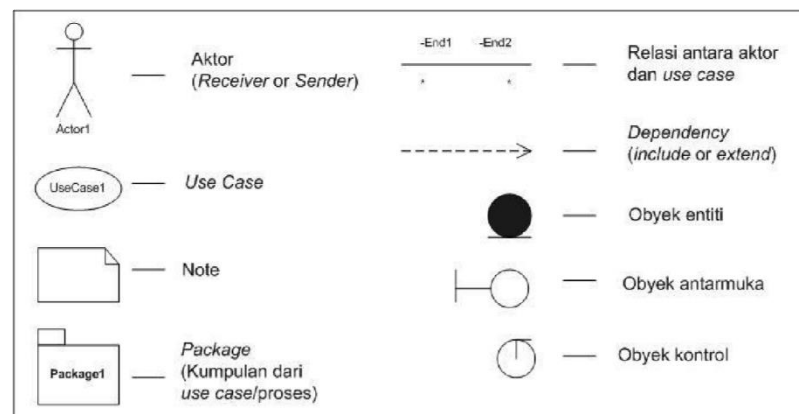 Actor1
Aktor
(Receiver or Sender)
UseCase1
Use Case
Note
Package1
Package
(Kumpulan dari
use case/proses)
-End1 -End2
* *
Relasi antara aktor
dan use case
Dependency
(include or extend)
Obyek entiti
Obyek antarmuka
Obyek kontrol